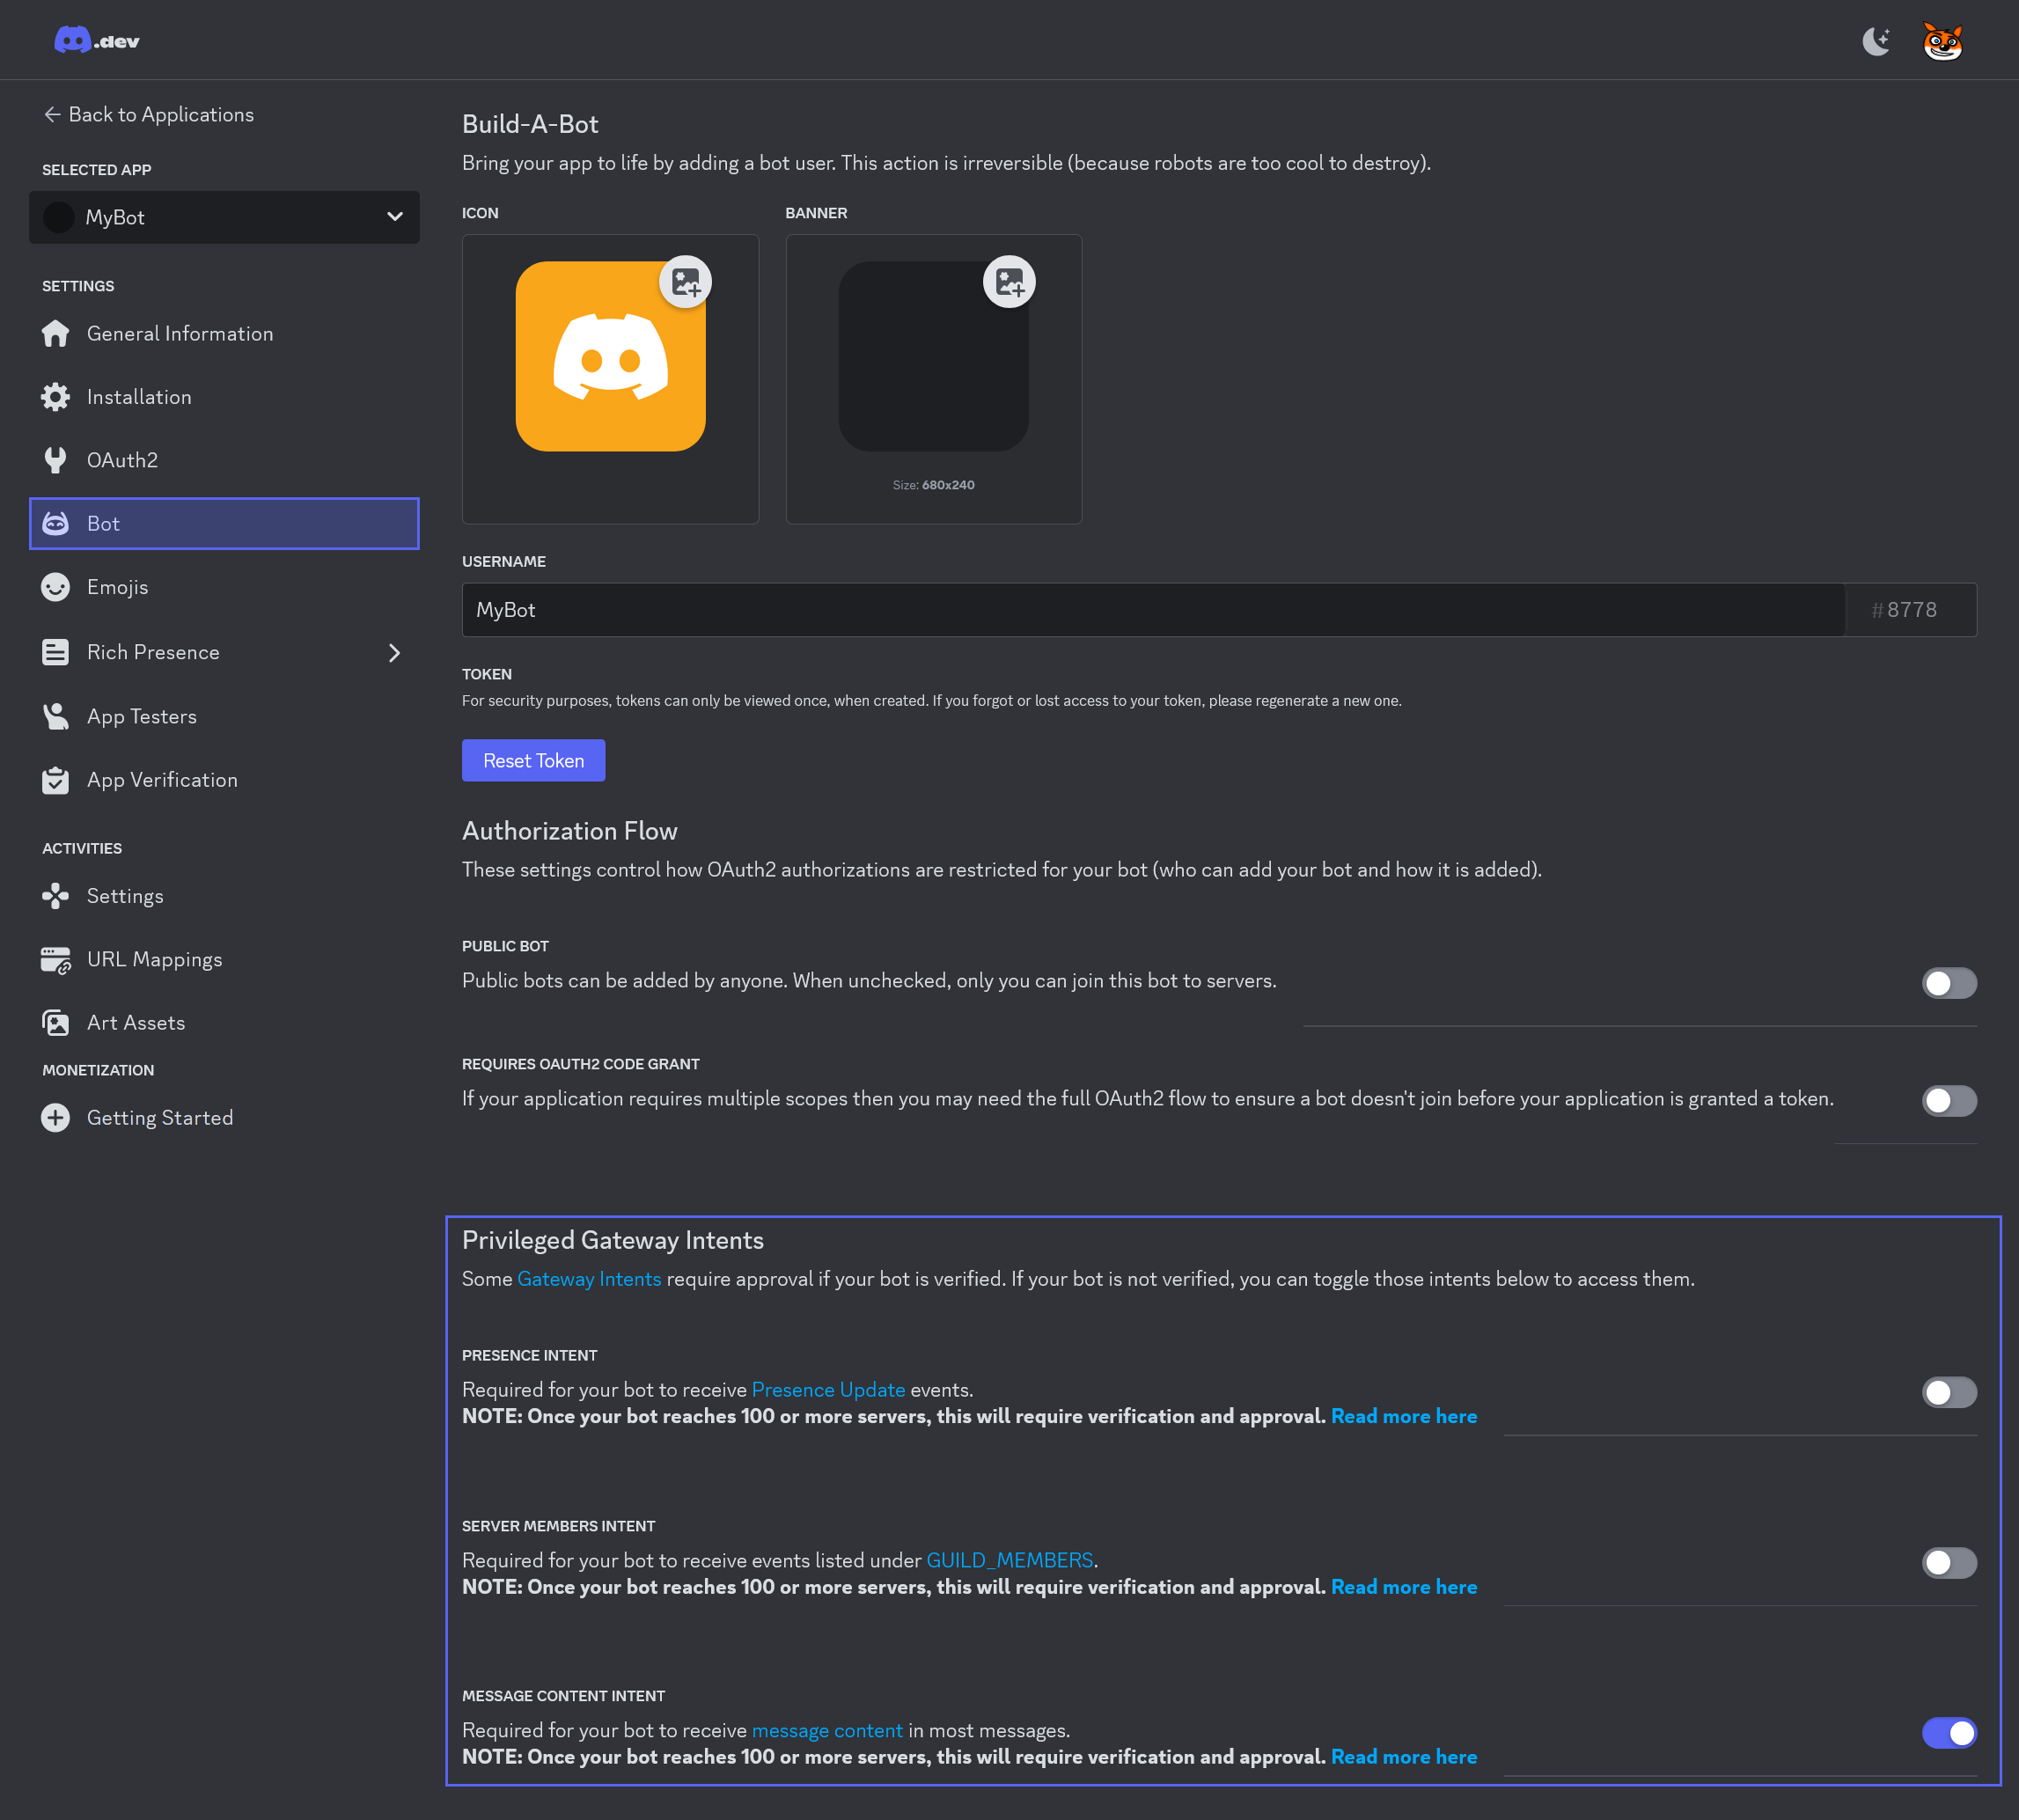 .dev
Back to Applications
SELECTED APP
MyBot
SETTINGS
General Information
Installation
OAuth2
Bot
Emojis
Rich Presence
App Testers
App Verification
ACTIVITIES
Settings
URL Mappings
Art Assets
MONETIZATION
Getting Started
Build-A-Bot
Bring your app to life by adding a bot user. This action is irreversible (because robots are too cool to destroy).
ICON
BANNER
Size: 680x240
USERNAME
MyBot
#8778
TOKEN
For security purposes, tokens can only be viewed once, when created. If you forgot or lost access to your token, please regenerate a new one.
Reset Token
Authorization Flow
These settings control how OAuth2 authorizations are restricted for your bot (who can add your bot and how it is added).
PUBLIC BOT
Public bots can be added by anyone. When unchecked, only you can join this bot to servers.
REQUIRES OAUTH2 CODE GRANT
If your application requires multiple scopes then you may need the full OAuth2 flow to ensure a bot doesn't join before your application is granted a token.
Privileged Gateway Intents
Some Gateway Intents require approval if your bot is verified. If your bot is not verified, you can toggle those intents below to access them.
PRESENCE INTENT
Required for your bot to receive Presence Update events.
NOTE: Once your bot reaches 100 or more servers, this will require verification and approval. Read more here
SERVER MEMBERS INTENT
Required for your bot to receive events listed under GUILD_MEMBERS.
NOTE: Once your bot reaches 100 or more servers, this will require verification and approval. Read more here
MESSAGE CONTENT INTENT
Required for your bot to receive message content in most messages.
NOTE: Once your bot reaches 100 or more servers, this will require verification and approval. Read more here